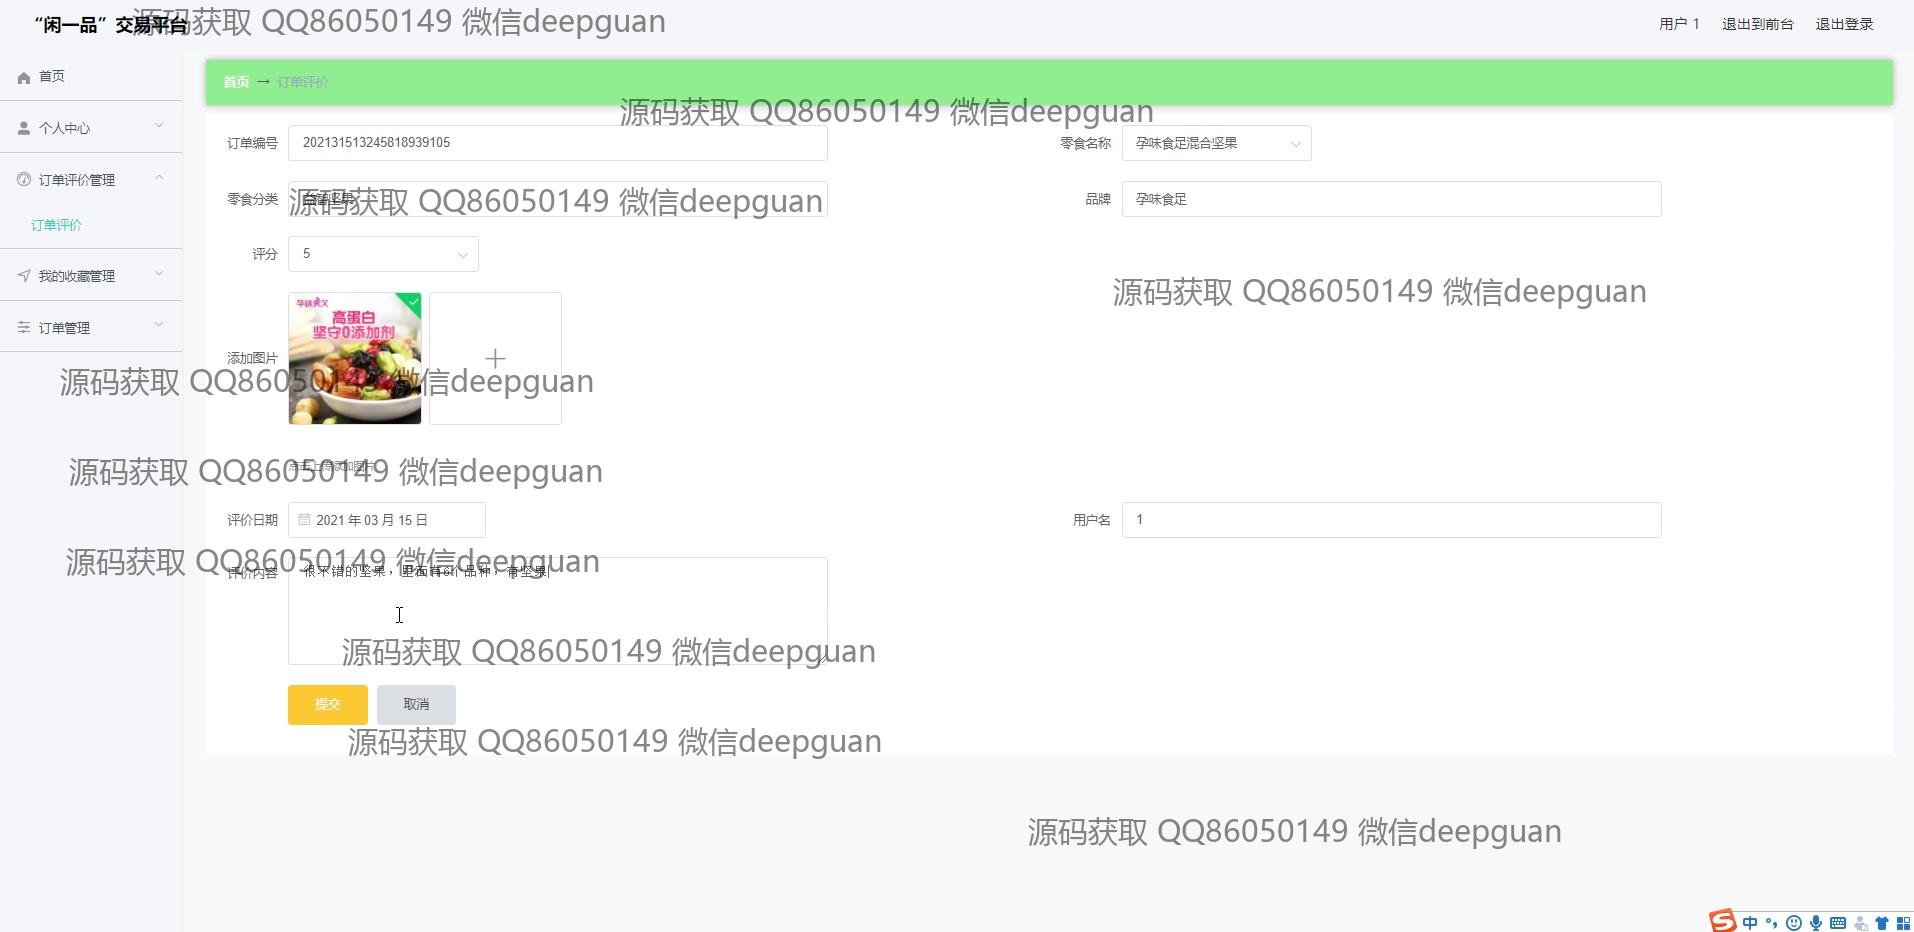 “闲一品”交易平台
源码获取 QQ86050149 微信deepguan
用户 1 退出到前台 退出登录
首页
首页 → 订单评价
源码获取 QQ86050149 微信deepguan
个人中心
订单编号 202131513245818939105
零食名称 孕味食足混合坚果
订单评价管理
零食分类
源码获取 QQ86050149 微信deepguan
品牌 孕味食足
订单评价
评分 5
我的收藏管理
源码获取 QQ86050149 微信deepguan
订单管理
高蛋白
坚守0添加剂
添加图片
源码获取 QQ86050149 微信deepguan
点击上传添加图片
源码获取 QQ86050149 微信deepguan
评价日期 2021 年 03 月 15 日
用户名 1
源码获取 QQ86050149 微信deepguan
评价内容 很不错的坚果，里面有6个品种，有坚果
源码获取 QQ86050149 微信deepguan
提交 取消
源码获取 QQ86050149 微信deepguan
源码获取 QQ86050149 微信deepguan
中